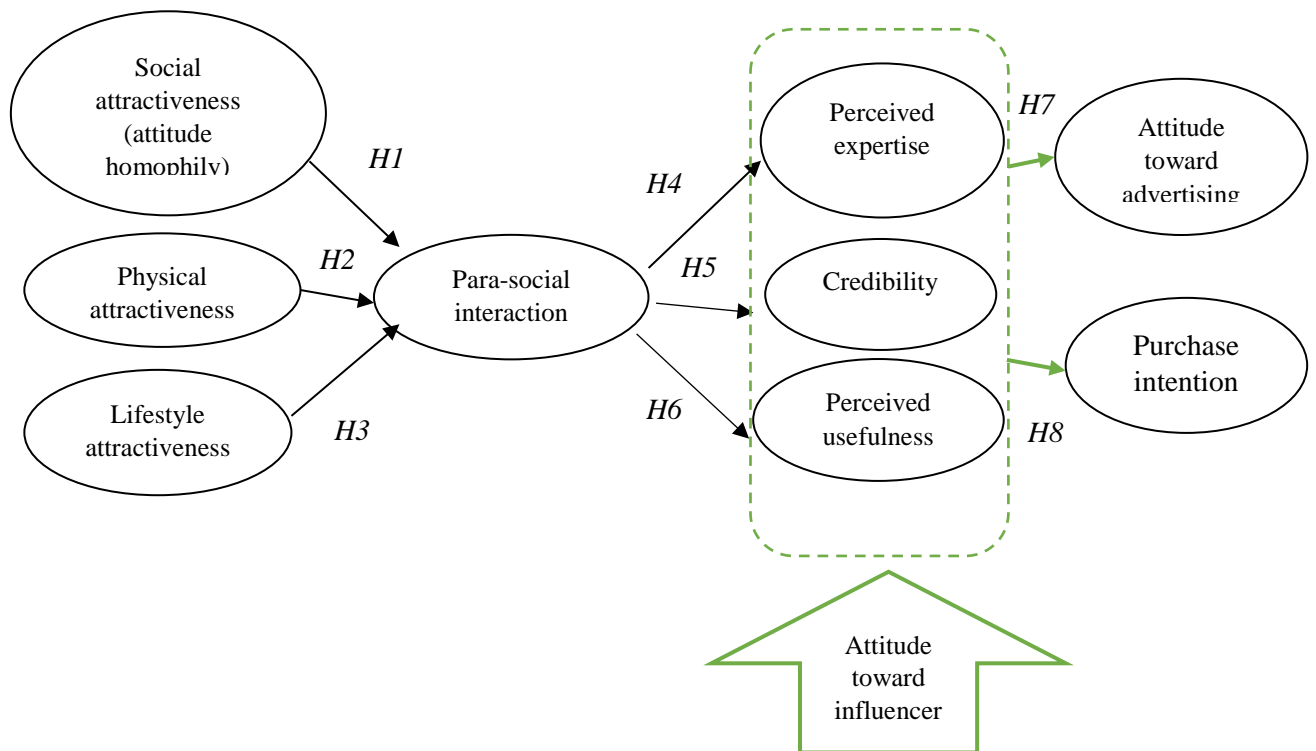 Social
attractiveness
(attitude
homophily)
H1
Physical
attractiveness
H2
Lifestyle
attractiveness
H3
Para-social
interaction
H4
H5
H6
Perceived
expertise
Credibility
Perceived
usefulness
H7
Attitude
toward
advertising
Purchase
intention
H8
Attitude
toward
influencer